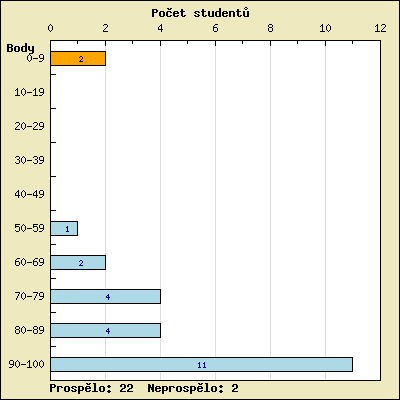 Počet studentů
0 2 4 6 8 10 12
Body
0-9 2
10-19
20-29
30-39
40-49
50-59 1
60-69 2
70-79 4
80-89 4
90-100 11
Prospělo: 22 Neprospělo: 2